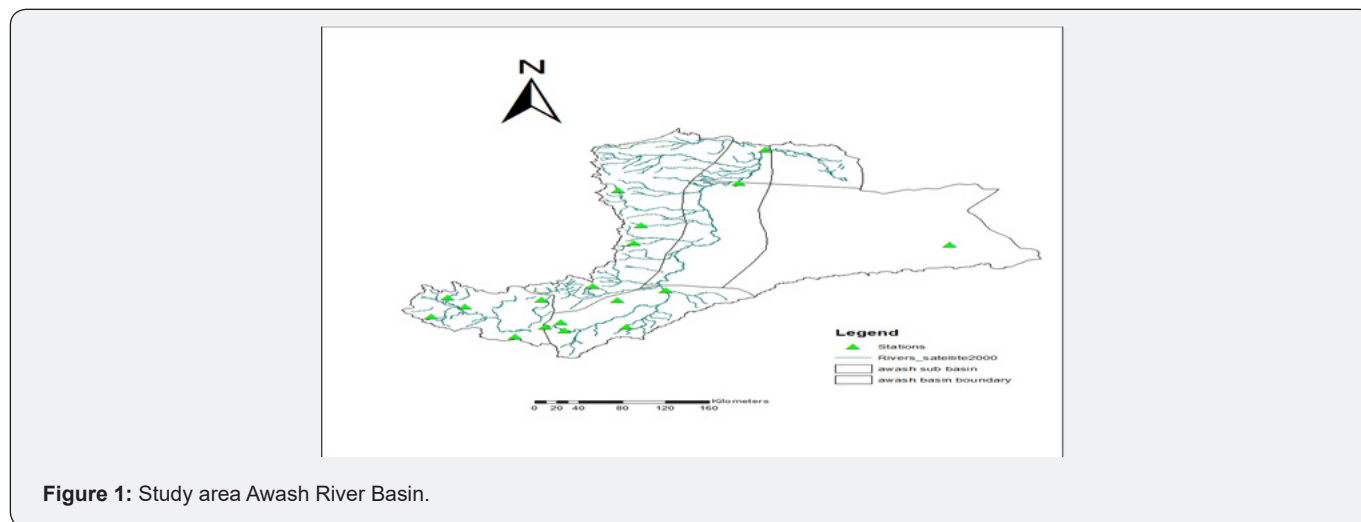 N
Legend
Stations
Rivers_satellite2000
awash sub basin
awash basin boundary
Kilometers
0 20 40 80 120 160
Figure 1: Study area Awash River Basin.